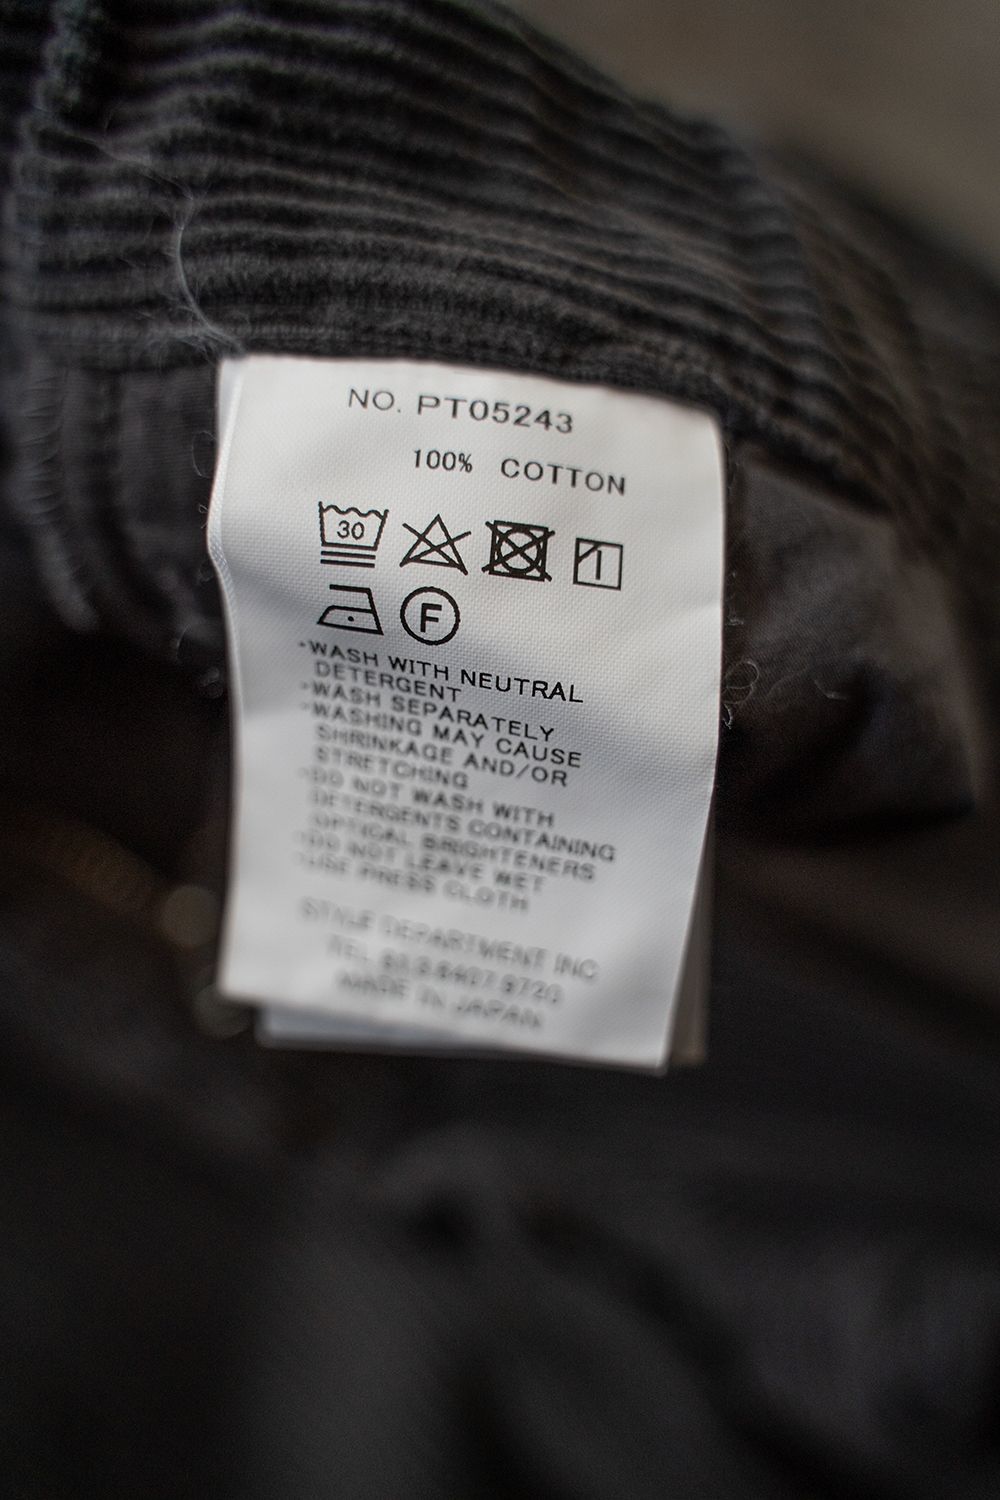 NO. PT05243
100% COTTON
30
F
·WASH WITH NEUTRAL
DETERGENT
·WASH SEPARATELY
·WASHING MAY CAUSE
SHRINKAGE AND/OR
STRETCHING
·DO NOT WASH WITH
DETERGENTS CONTAINING
OPTICAL BRIGHTENERS
·DO NOT LEAVE WET
·USE PRESS CLOTH
STYLE DEPARTMENT INC
TEL
MADE IN JAPAN